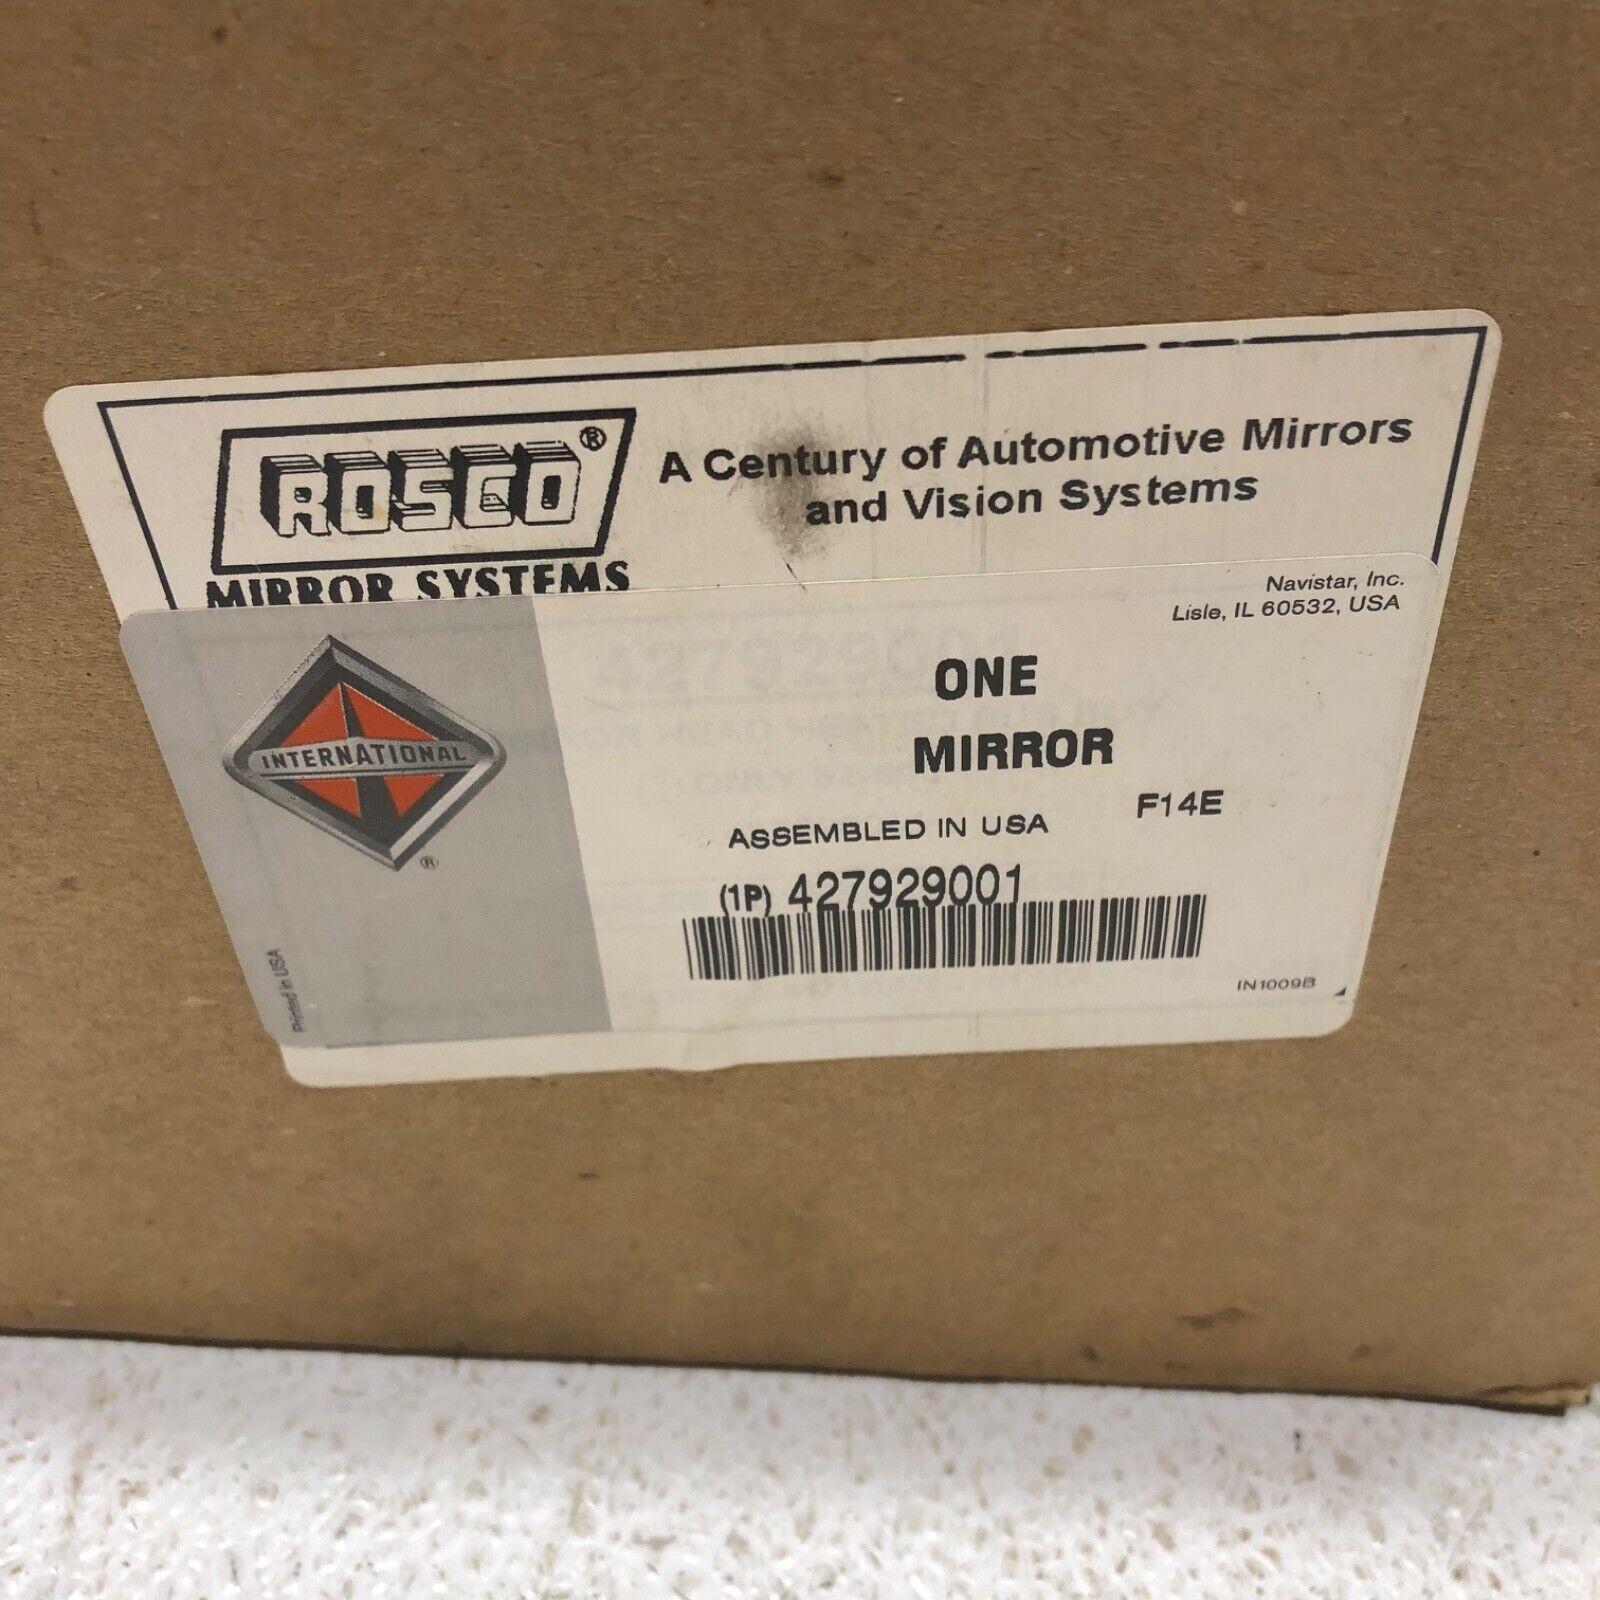 ROSCO®
MIRROR SYSTEMS
A Century of Automotive Mirrors
and Vision Systems
Navistar, Inc.
Lisle, IL 60532, USA
INTERNATIONAL
®
ONE
MIRROR
F14E
ASSEMBLED IN USA
(1P) 427929001
Printed in USA
IN1009B